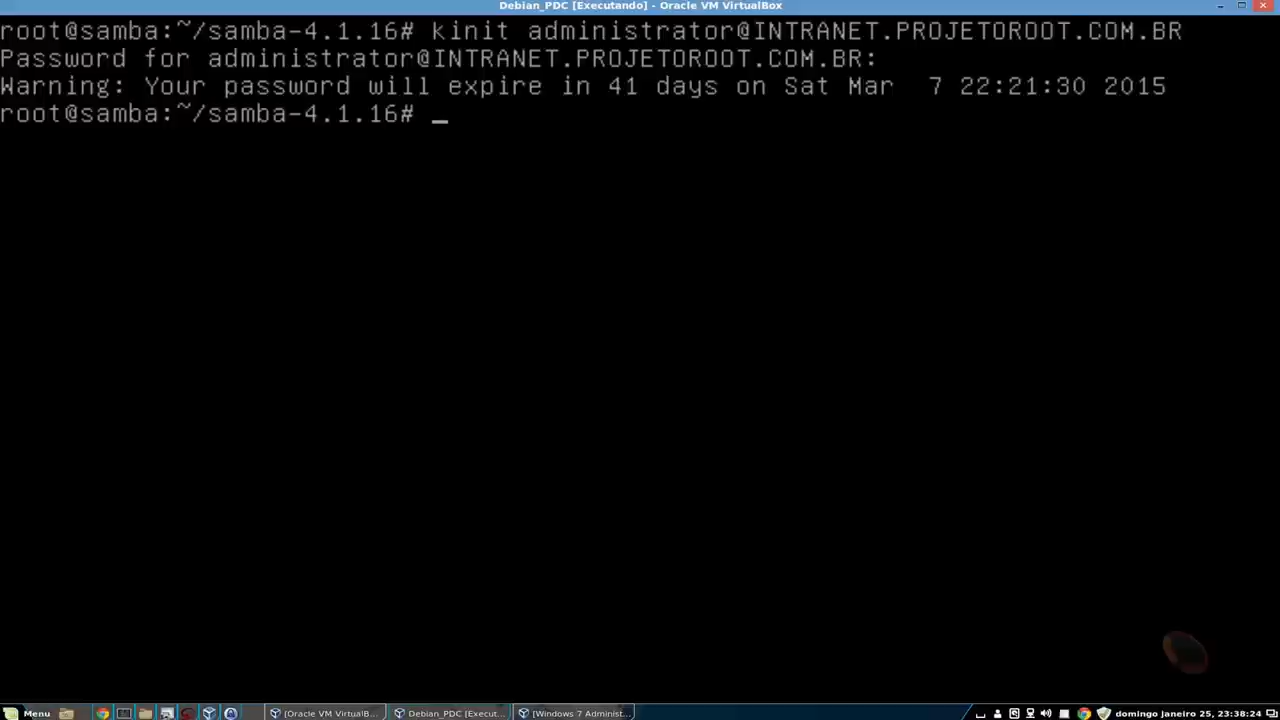 Debian_PDC [Executando] - Oracle VM VirtualBox
root@samba:~/samba-4.1.16# kinit administrator@INTRANET.PROJETOROOT.COM.BR
Password for administrator@INTRANET.PROJETOROOT.COM.BR:
Warning: Your password will expire in 41 days on Sat Mar  7 22:21:30 2015
root@samba:~/samba-4.1.16# _
Menu [Oracle VM VirtualB... Debian_PDC [Execut... [Windows 7 Administ... domingo janeiro 25, 23:38:24